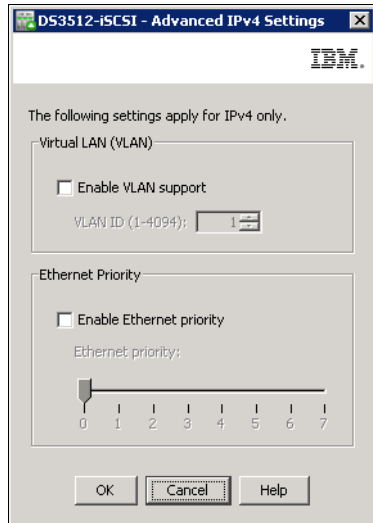 DS3512-iSCSI - Advanced IPv4 Settings
IBM.
The following settings apply for IPv4 only.
Virtual LAN (VLAN)
Enable VLAN support
VLAN ID (1-4094): 1
Ethernet Priority
Enable Ethernet priority
Ethernet priority:
0 1 2 3 4 5 6 7
OK Cancel Help